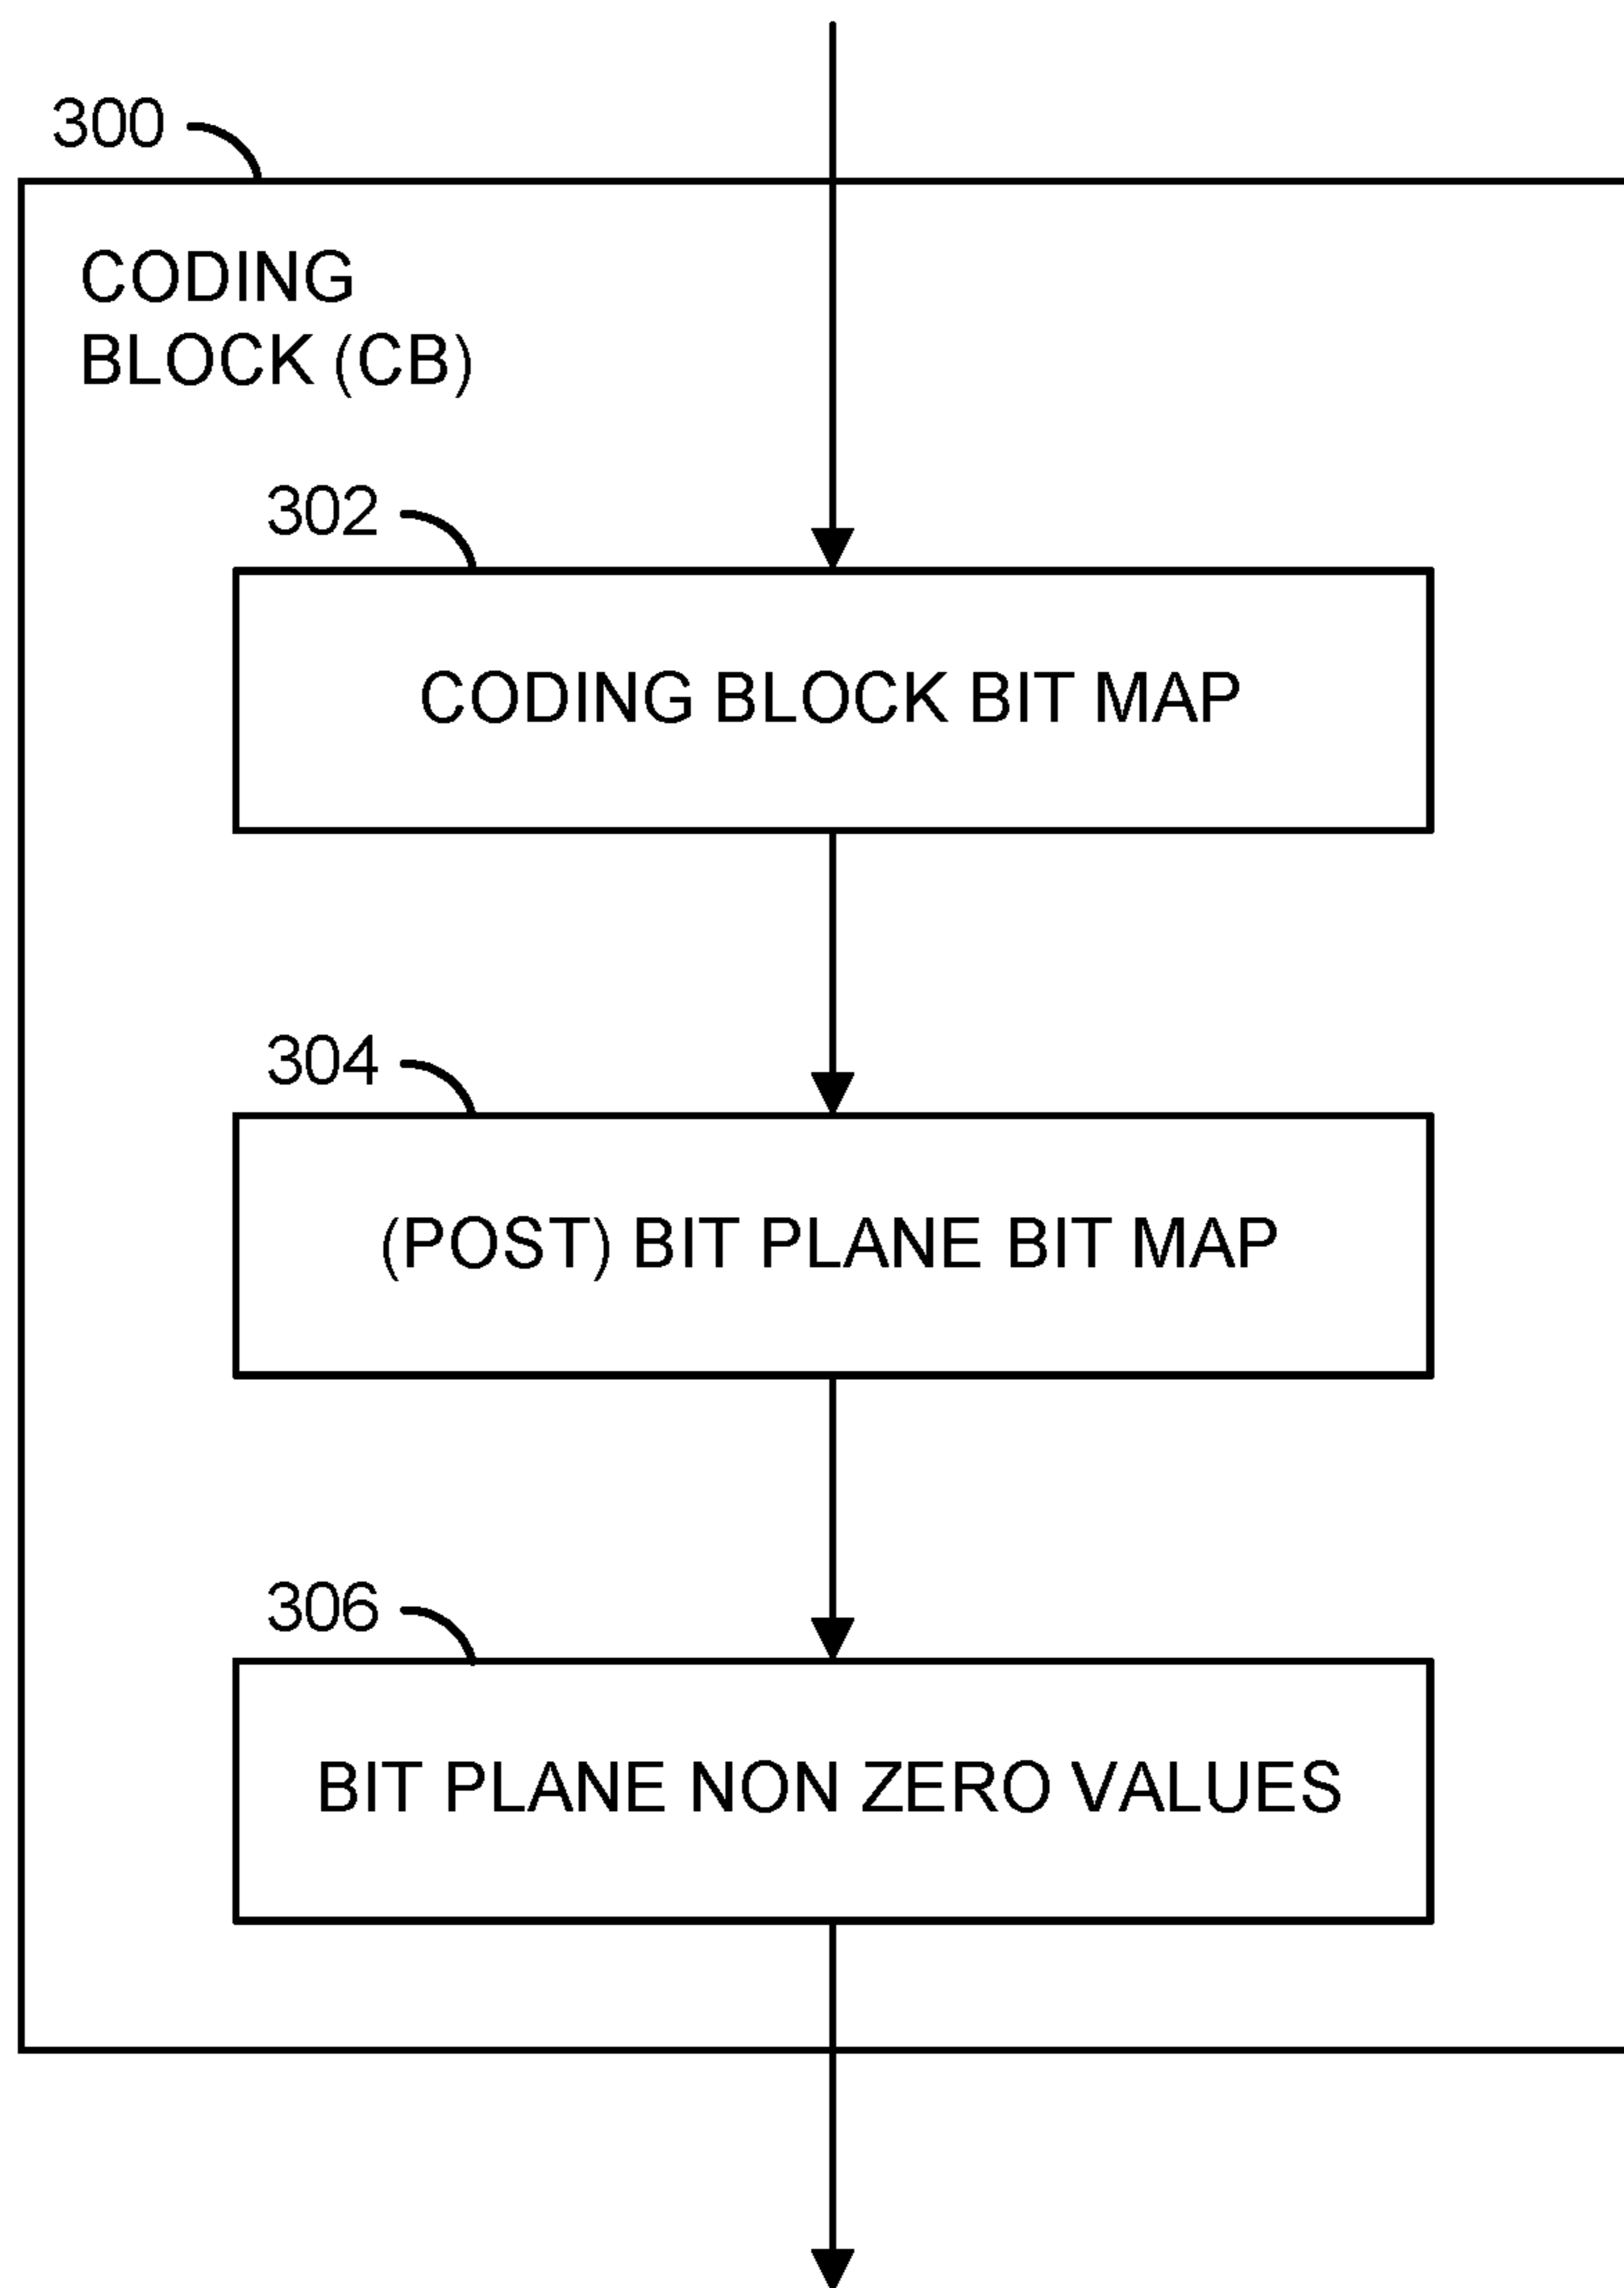 300
CODING
BLOCK (CB)
302
CODING BLOCK BIT MAP
304
(POST) BIT PLANE BIT MAP
306
BIT PLANE NON ZERO VALUES